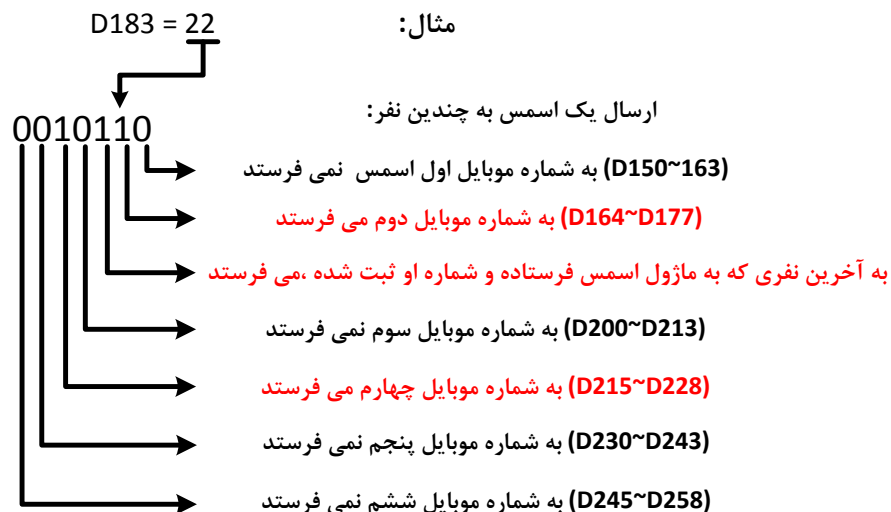 مثال:
D183 = 22
ارسال یک اسمس به چندین نفر:
0010110
(D150~163) به شماره موبایل اول اسمس نمی فرستد
(D164~D177) به شماره موبایل دوم می فرستد
به آخرین نفری که به ماژول اسمس فرستاده و شماره او ثبت شده ،می فرستد
(D200~D213) به شماره موبایل سوم نمی فرستد
(D215~D228) به شماره موبایل چهارم می فرستد
(D230~D243) به شماره موبایل پنجم نمی فرستد
(D245~D258) به شماره موبایل ششم نمی فرستد